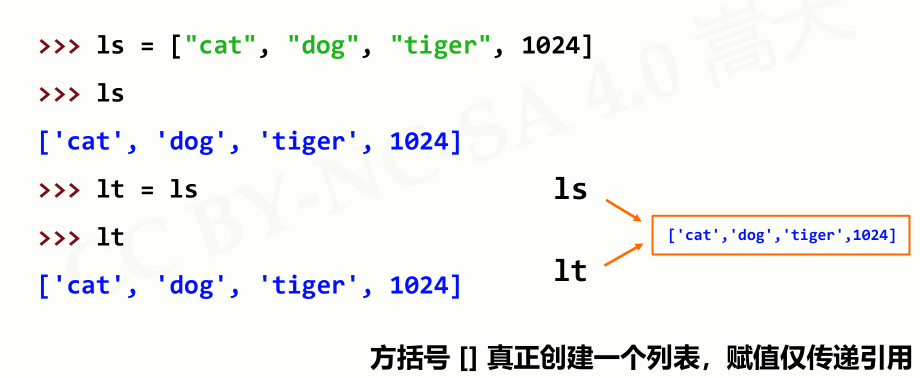 >>> ls = ["cat", "dog", "tiger", 1024]
>>> ls
['cat', 'dog', 'tiger', 1024]
>>> lt = ls
>>> lt
['cat', 'dog', 'tiger', 1024]
ls
['cat','dog','tiger',1024]
lt
方括号 [] 真正创建一个列表，赋值仅传递引用
CC BY-NC-SA 4.0 嵩天